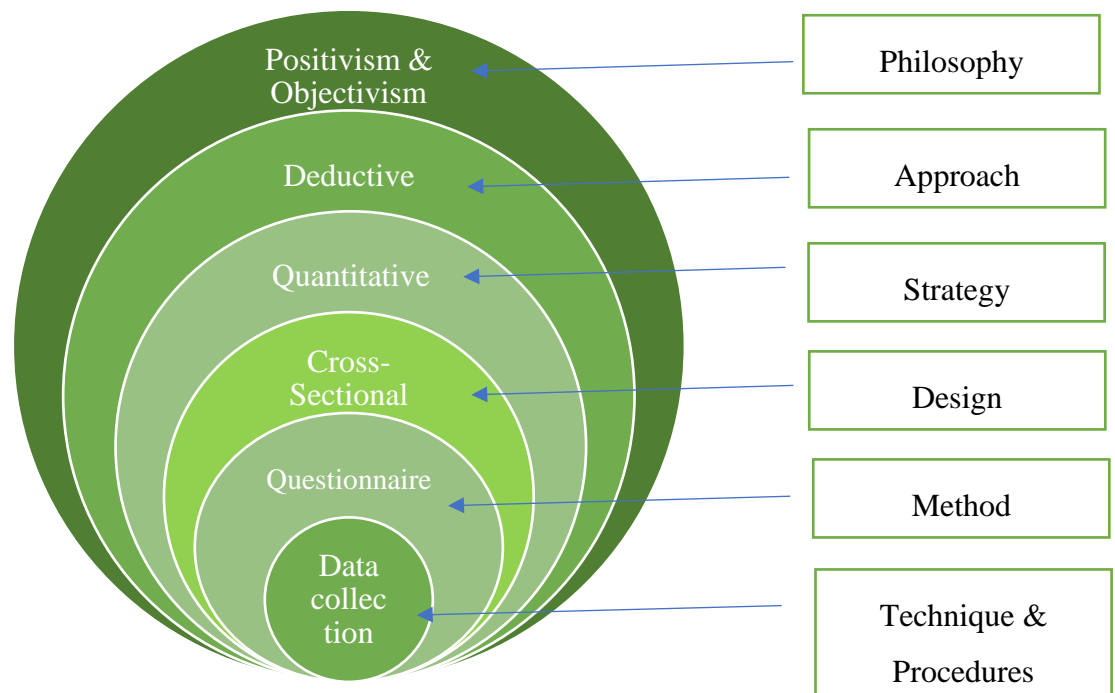 Positivism &
Objectivism
Philosophy
Deductive
Approach
Quantitative
Strategy
Cross-
Sectional
Design
Questionnaire
Method
Data
collec
tion
Technique &
Procedures